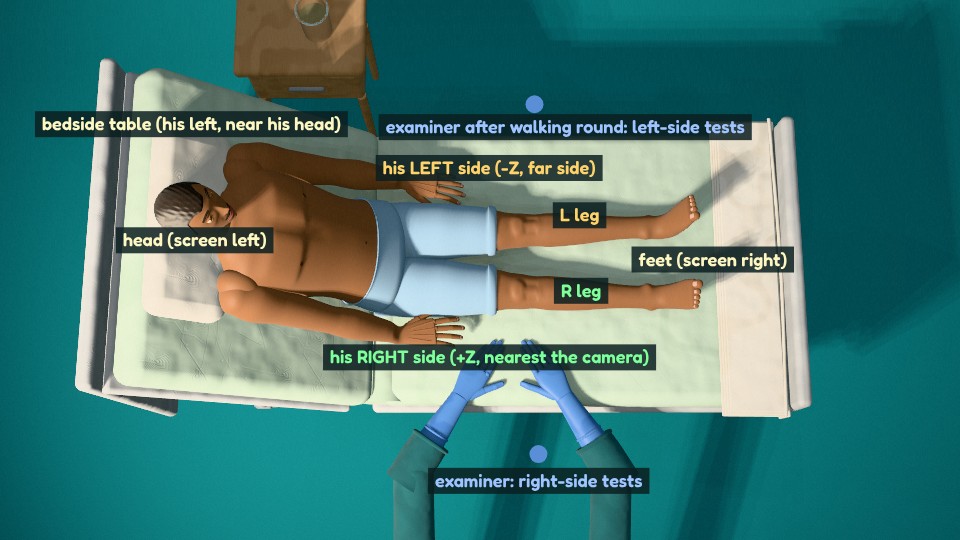 bedside table (his left, near his head)
examiner after walking round: left-side tests
his LEFT side (-Z, far side)
L leg
head (screen left)
feet (screen right)
R leg
his RIGHT side (+Z, nearest the camera)
examiner: right-side tests